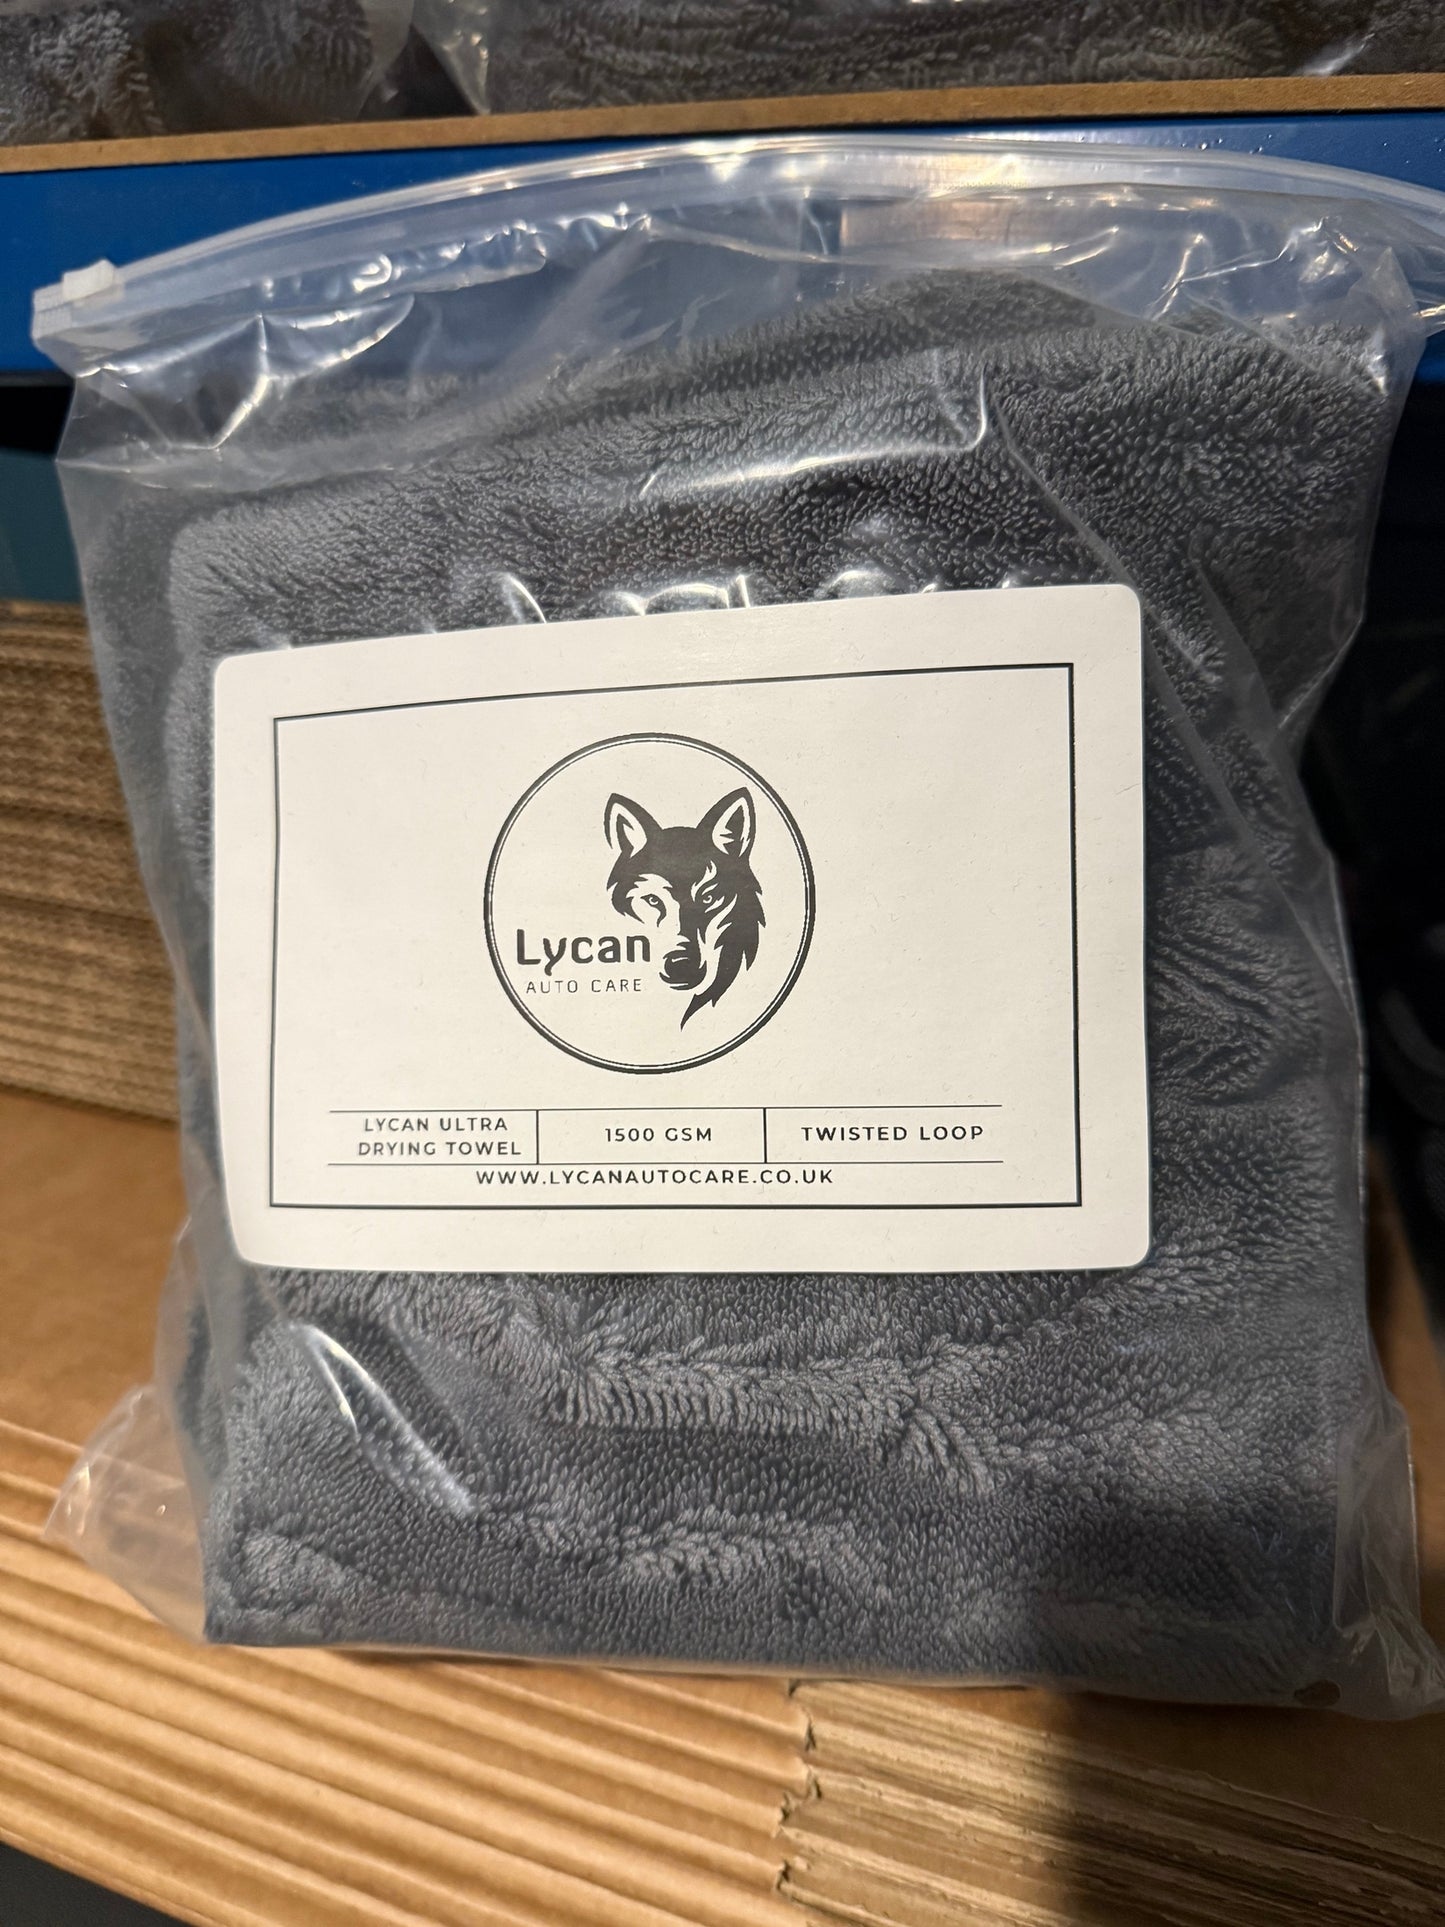 Lycan
AUTO CARE
LYCAN ULTRA
DRYING TOWEL
1500 GSM
TWISTED LOOP
WWW.LYCANAUTOCARE.CO.UK